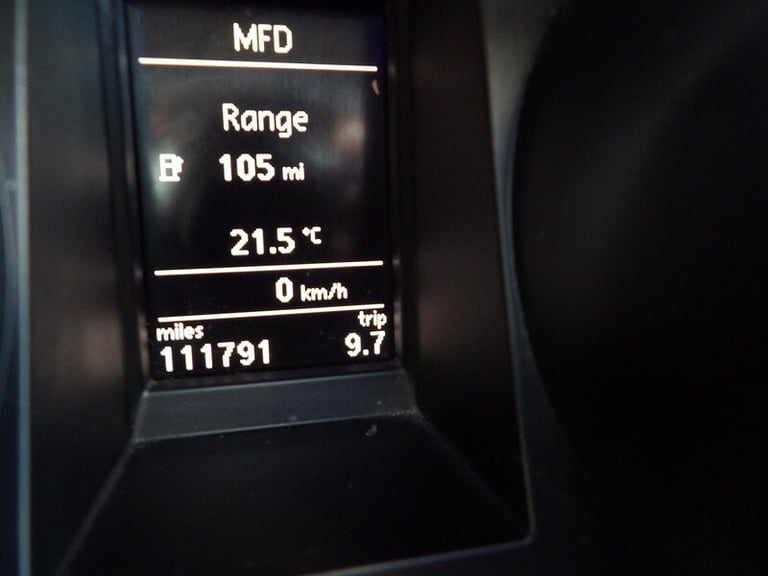 MFD
Range
105 mi
21.5 °C
0 km/h
miles trip
111791 9.7